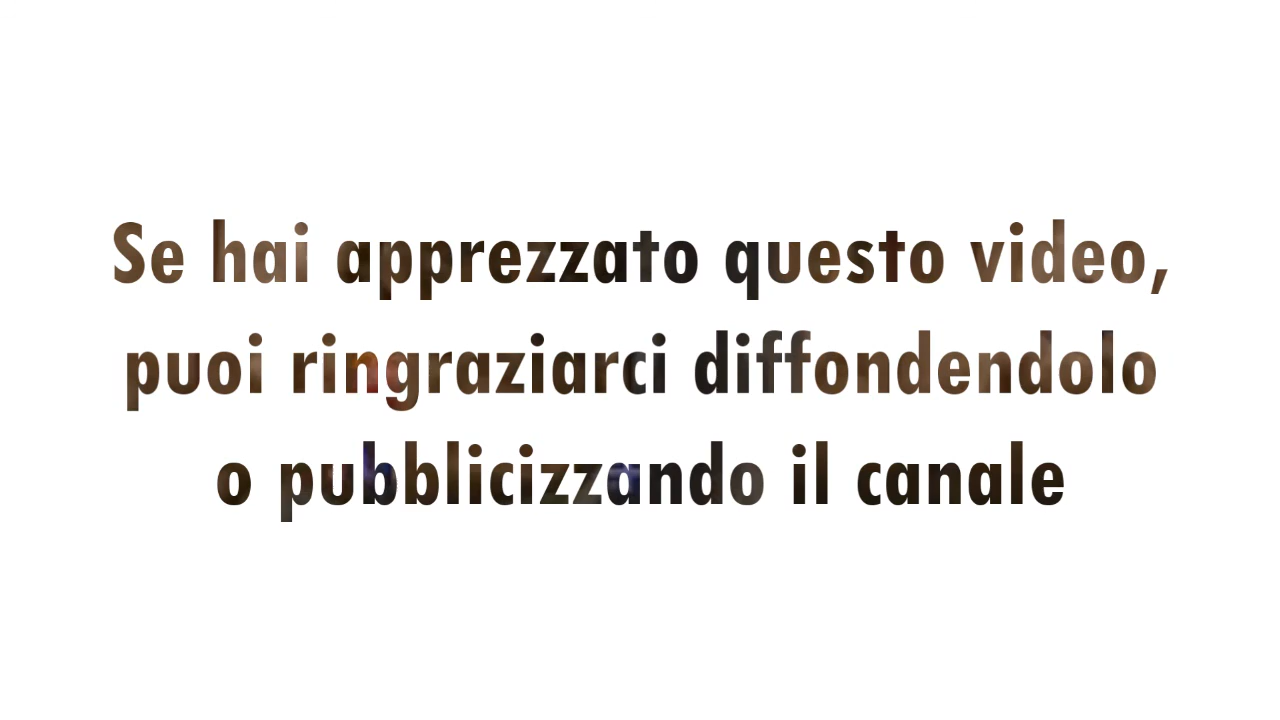 Se hai apprezzato questo video,
puoi ringraziarci diffondendolo
o pubblicizzando il canale